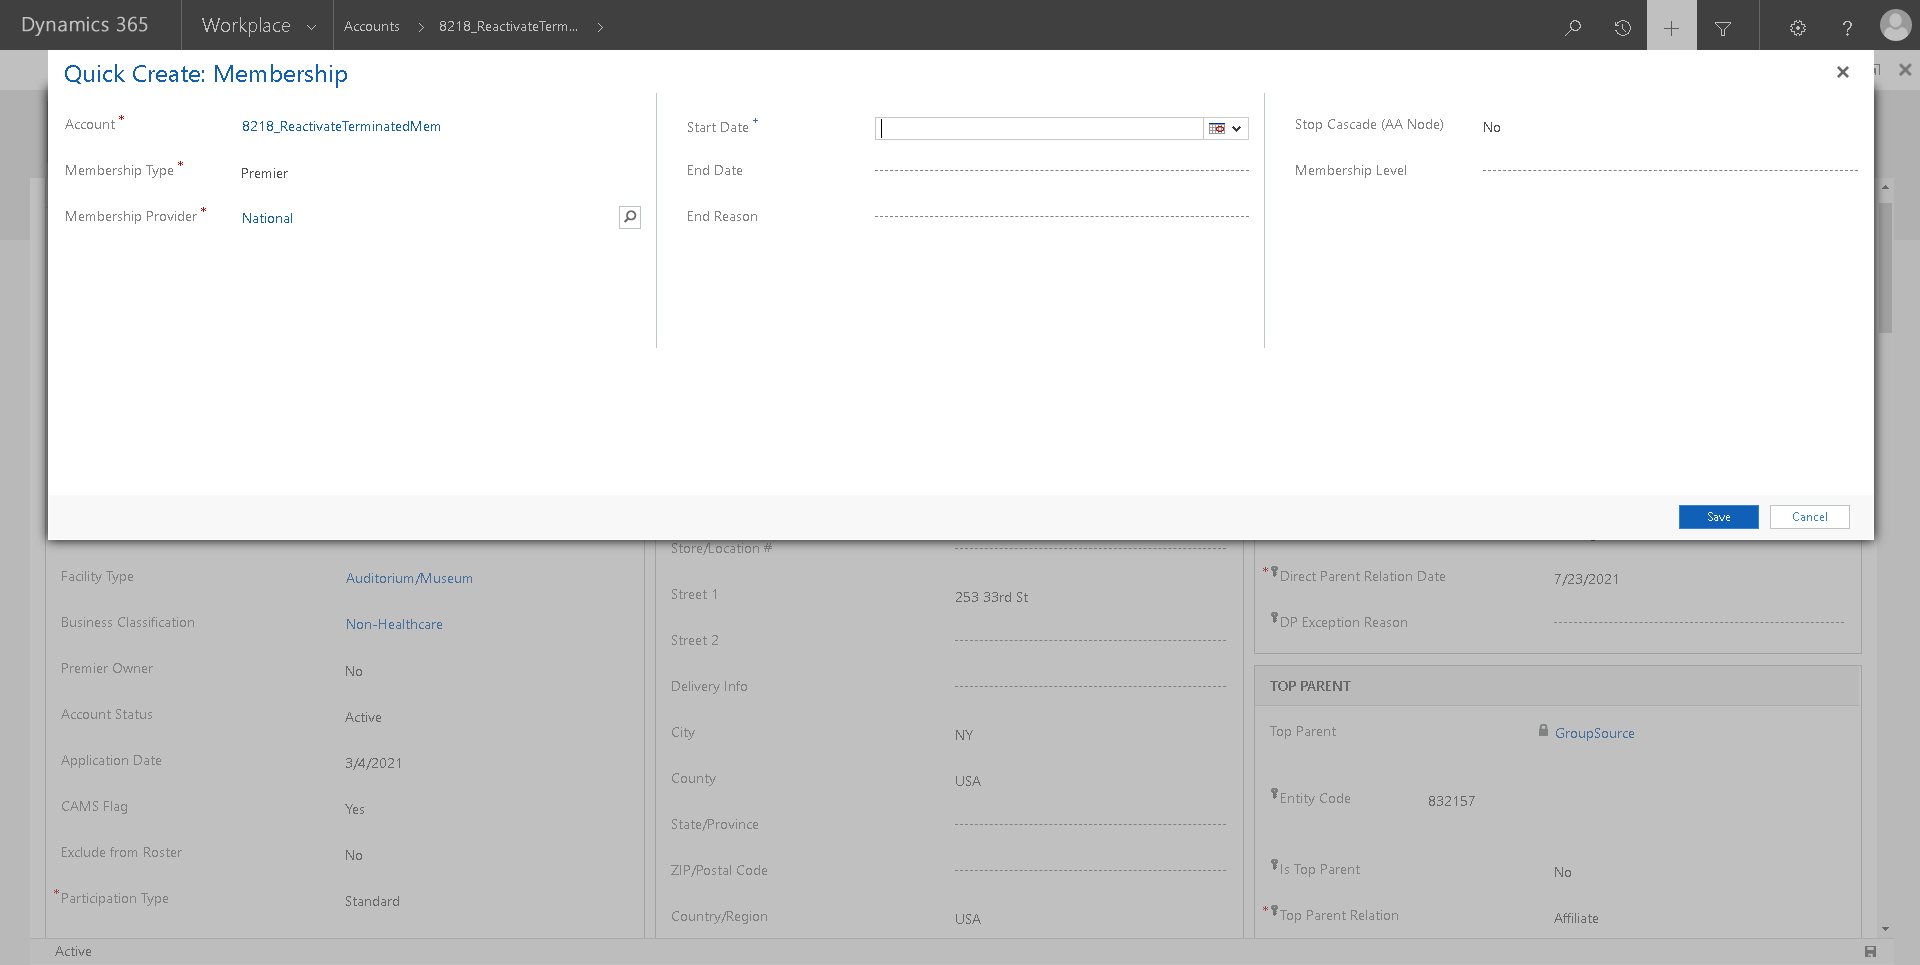 Dynamics 365
Workplace
Accounts
8218_ReactivateTerm...
Quick Create: Membership
Account *
8218_ReactivateTerminatedMem
Membership Type *
Premier
Membership Provider *
National
Start Date +
End Date
End Reason
Stop Cascade (AA Node)
No
Membership Level
Save
Cancel
Facility Type
Auditorium/Museum
Business Classification
Non-Healthcare
Premier Owner
No
Account Status
Active
Application Date
3/4/2021
CAMS Flag
Yes
Exclude from Roster
No
* Participation Type
Standard
Store/Location #
Street 1
253 33rd St
Street 2
Delivery Info
City
NY
County
USA
State/Province
ZIP/Postal Code
Country/Region
USA
* Direct Parent Relation Date
7/23/2021
DP Exception Reason
TOP PARENT
Top Parent
GroupSource
Entity Code
832157
Is Top Parent
No
* Top Parent Relation
Affiliate
Active